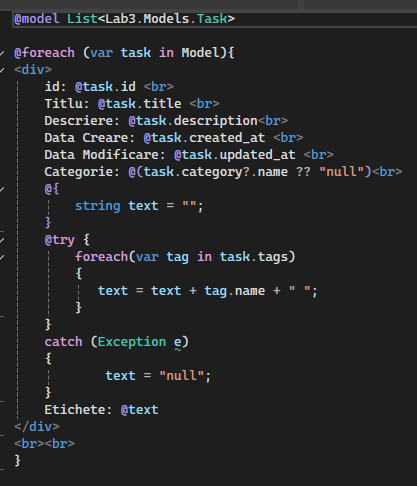 @model List<Lab3.Models.Task>
@foreach (var task in Model){
<div>
id: @task.id <br>
Titlu: @task.title <br>
Descriere: @task.description<br>
Data Creare: @task.created_at <br>
Data Modificare: @task.updated_at <br>
Categorie: @(task.category?.name ?? "null")<br>
@{
string text = "";
}
@try {
foreach(var tag in task.tags)
{
text = text + tag.name + " ";
}
}
catch (Exception e)
{
text = "null";
}
Etichete: @text
</div>
<br><br>
}